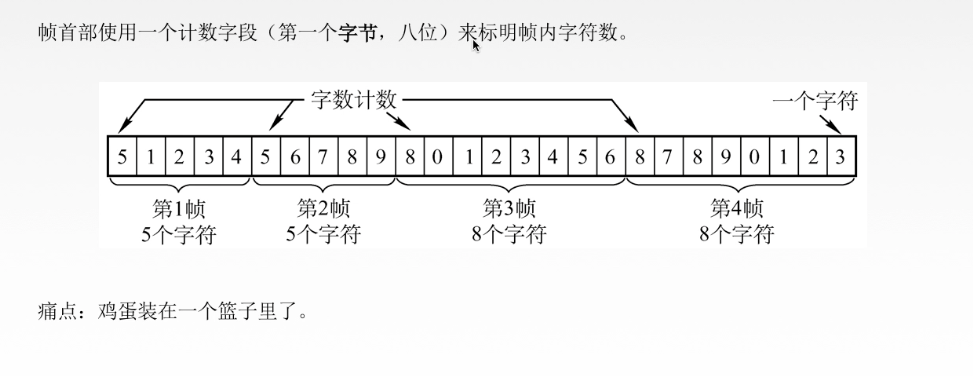 帧首部使用一个计数字段（第一个字节，八位）来标明帧内字符数。
字数计数
一个字符
5 1 2 3 4 5 6 7 8 9 8 0 1 2 3 4 5 6 8 7 8 9 0 1 2 3
第1帧 第2帧 第3帧 第4帧
5个字符 5个字符 8个字符 8个字符
痛点：鸡蛋装在一个篮子里了。